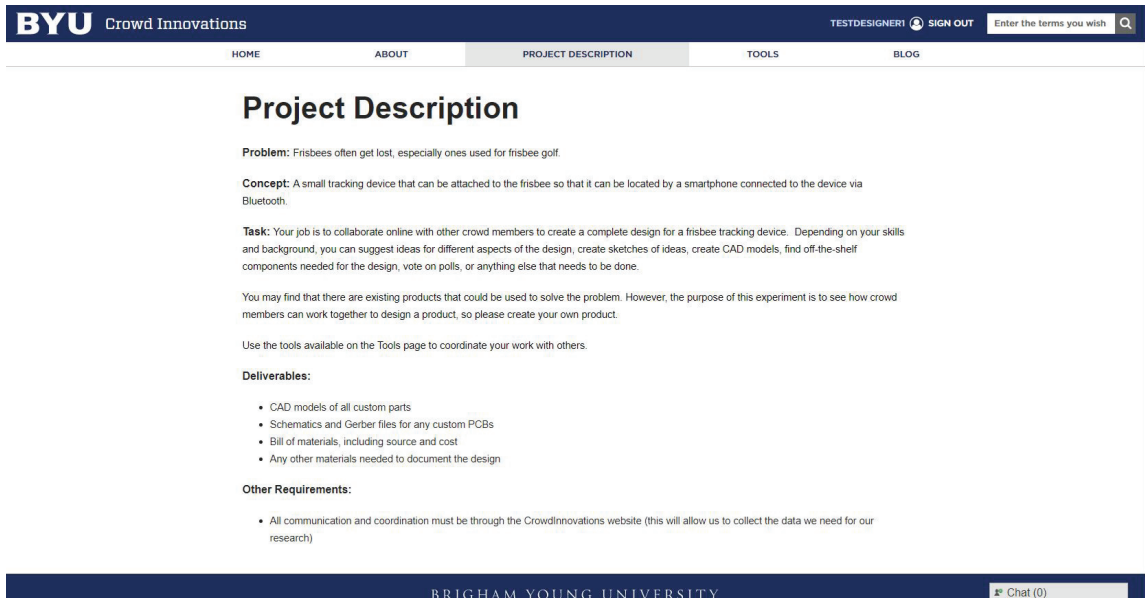 BYU Crowd Innovations
TESTDESIGNER1 SIGN OUT
Enter the terms you wish
HOME ABOUT PROJECT DESCRIPTION TOOLS BLOG
Project Description
Problem: Frisbees often get lost, especially ones used for frisbee golf.
Concept: A small tracking device that can be attached to the frisbee so that it can be located by a smartphone connected to the device via
Bluetooth.
Task: Your job is to collaborate online with other crowd members to create a complete design for a frisbee tracking device. Depending on your skills
and background, you can suggest ideas for different aspects of the design, create sketches of ideas, create CAD models, find off-the-shelf
components needed for the design, vote on polls, or anything else that needs to be done.
You may find that there are existing products that could be used to solve the problem. However, the purpose of this experiment is to see how crowd
members can work together to design a product, so please create your own product.
Use the tools available on the Tools page to coordinate your work with others.
Deliverables:
• CAD models of all custom parts
• Schematics and Gerber files for any custom PCBs
• Bill of materials, including source and cost
• Any other materials needed to document the design
Other Requirements:
• All communication and coordination must be through the CrowdInnovations website (this will allow us to collect the data we need for our
research)
BRIGHAM YOUNG UNIVERSITY
Chat (0)